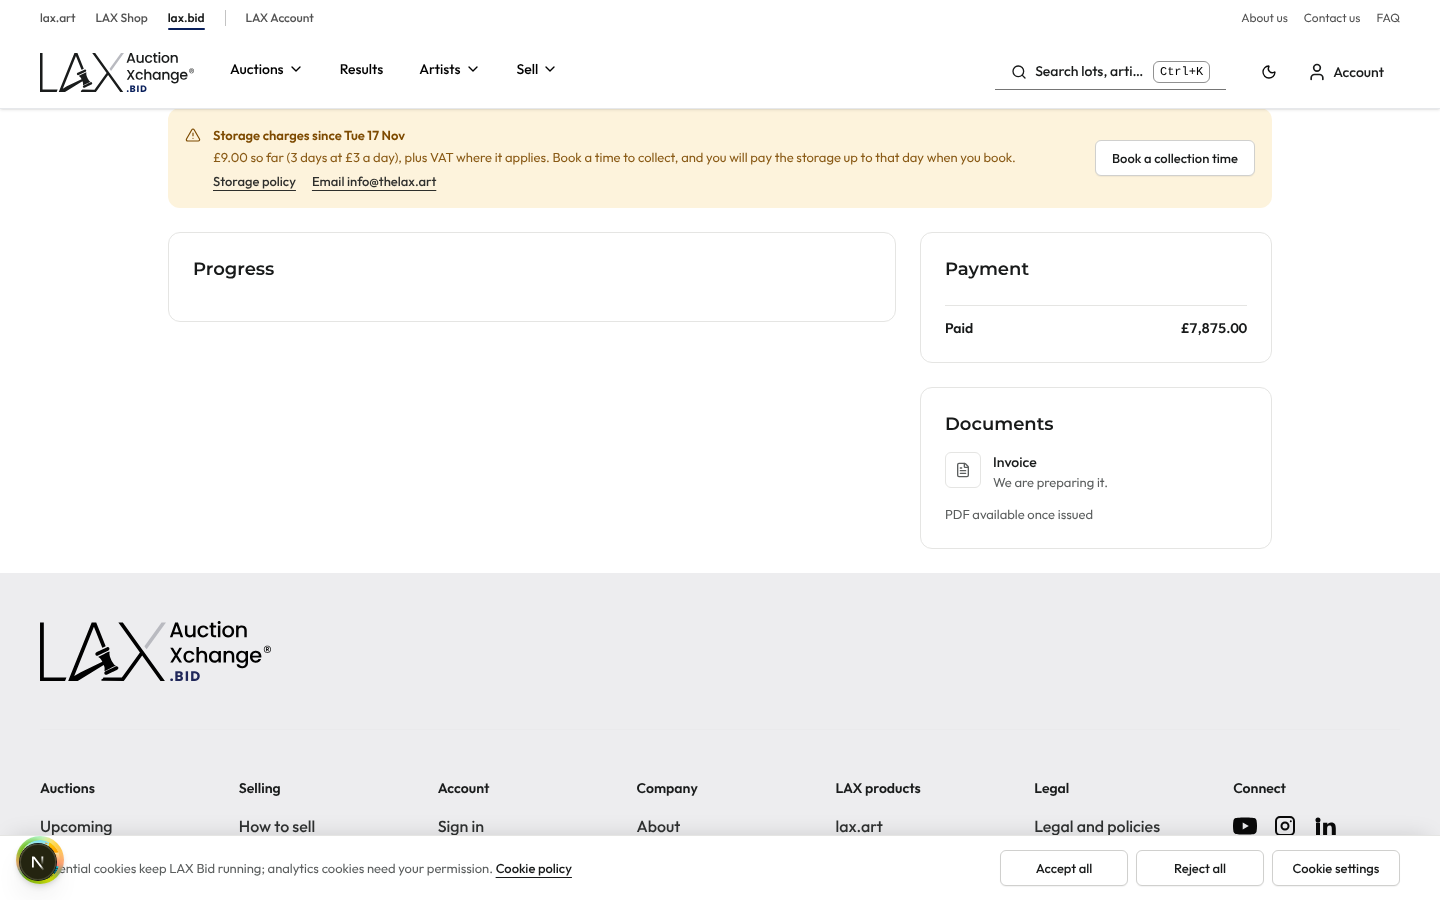 lax.art LAX Shop lax.bid LAX Account About us Contact us FAQ
LAX Auction Xchange® .BID
Auctions Results Artists Sell Search lots, arti... Ctrl+K Account
Storage charges since Tue 17 Nov
£9.00 so far (3 days at £3 a day), plus VAT where it applies. Book a time to collect, and you will pay the storage up to that day when you book.
Storage policy Email info@thelax.art
Book a collection time
Progress
Payment
Paid £7,875.00
Documents
Invoice
We are preparing it.
PDF available once issued
LAX Auction
Xchange®
.BID
Auctions Selling Account Company LAX products Legal Connect
Upcoming How to sell Sign in About lax.art Legal and policies
N
cookies keep LAX Bid running; analytics cookies need your permission. Cookie policy
Accept all Reject all Cookie settings